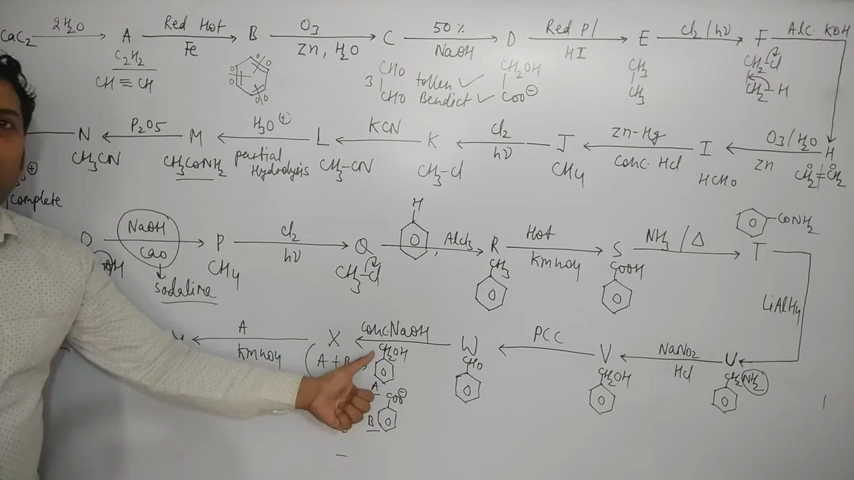 CaC2 2H2O A Red Hot Fe B O3 Zn, H2O C 50% NaOH D Red P/ HI E Cl2/hν F Alc. KOH
C2H2
CH ≡ CH
3 CHO CHO tollen ✓ Bendict ✓ CH2OH COO⊖ CH3 CH3 CH2-Cl CH2-H
N P2O5 M H3O⊕ partial Hydrolysis L KCN K Cl2 hν J Zn-Hg Conc. Hcl I O3/H2O Zn H
CH3CN CH3CONH2 CH3-CN CH3-Cl CH4 HCHO CH2=CH2
complete
O NaOH Cao P Cl2 hν Q H , AlCl3 R Hot KmnO4 S NH3/Δ T CONH2
CH4 CH3-Cl CH3 COOH
Sodalime
LiAlH4
A KmnO4 X Conc NaOH W PCC V NaNO2 Hcl U
(A + B CH2OH CHO CH2OH CH2NH2
A
COO⊖
B